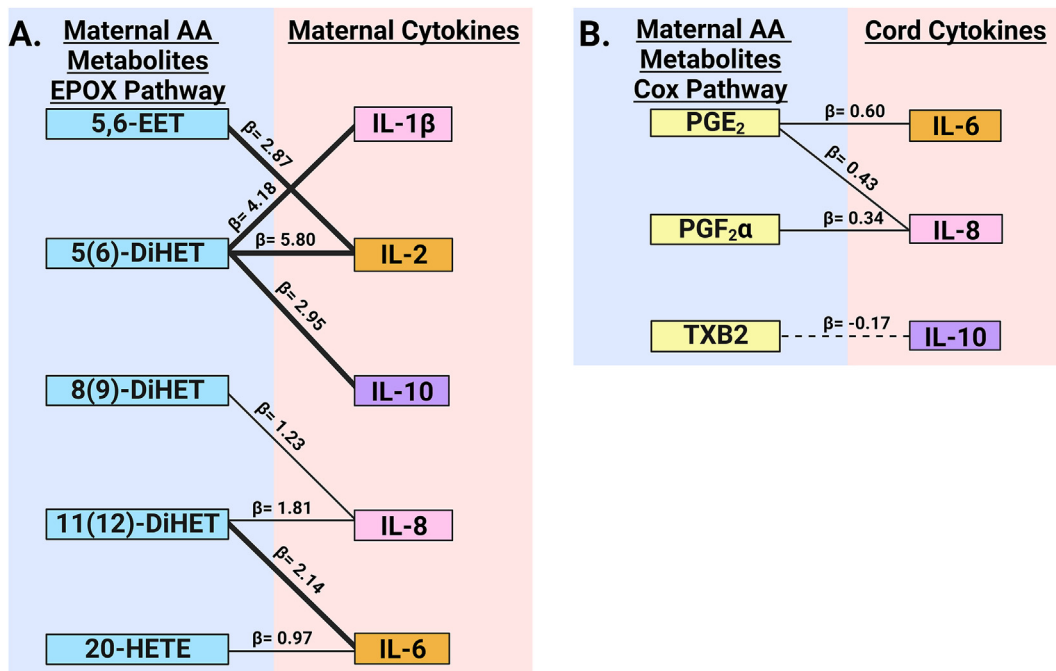 A.
Maternal AA
Metabolites
EPOX Pathway
Maternal Cytokines
5,6-EET
β= 2.87
IL-1β
β= 4.18
5(6)-DiHET
β= 5.80
IL-2
β= 2.95
8(9)-DiHET
IL-10
β= 1.23
11(12)-DiHET
β= 1.81
IL-8
β= 2.14
20-HETE
β= 0.97
IL-6
B.
Maternal AA
Metabolites
Cox Pathway
Cord Cytokines
PGE₂
β= 0.60
IL-6
β= 0.43
PGF₂α
β= 0.34
IL-8
TXB2
β= -0.17
IL-10